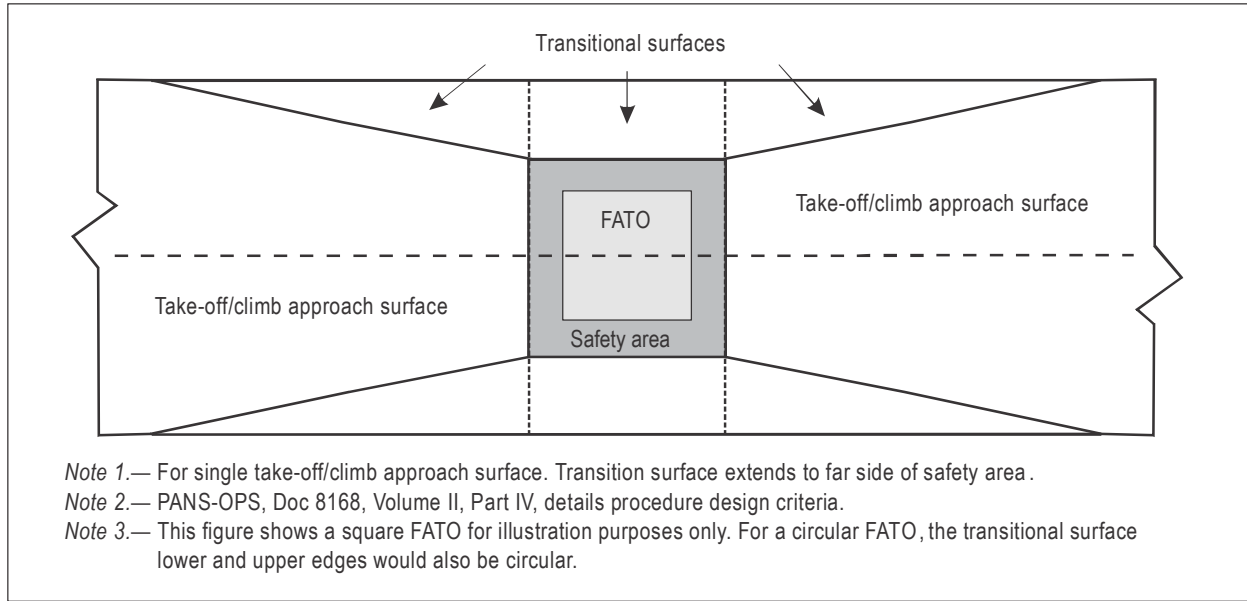 Transitional surfaces
Take-off/climb approach surface
FATO
Take-off/climb approach surface
Safety area
Note 1.— For single take-off/climb approach surface. Transition surface extends to far side of safety area.
Note 2.— PANS-OPS, Doc 8168, Volume II, Part IV, details procedure design criteria.
Note 3.— This figure shows a square FATO for illustration purposes only. For a circular FATO, the transitional surface
lower and upper edges would also be circular.